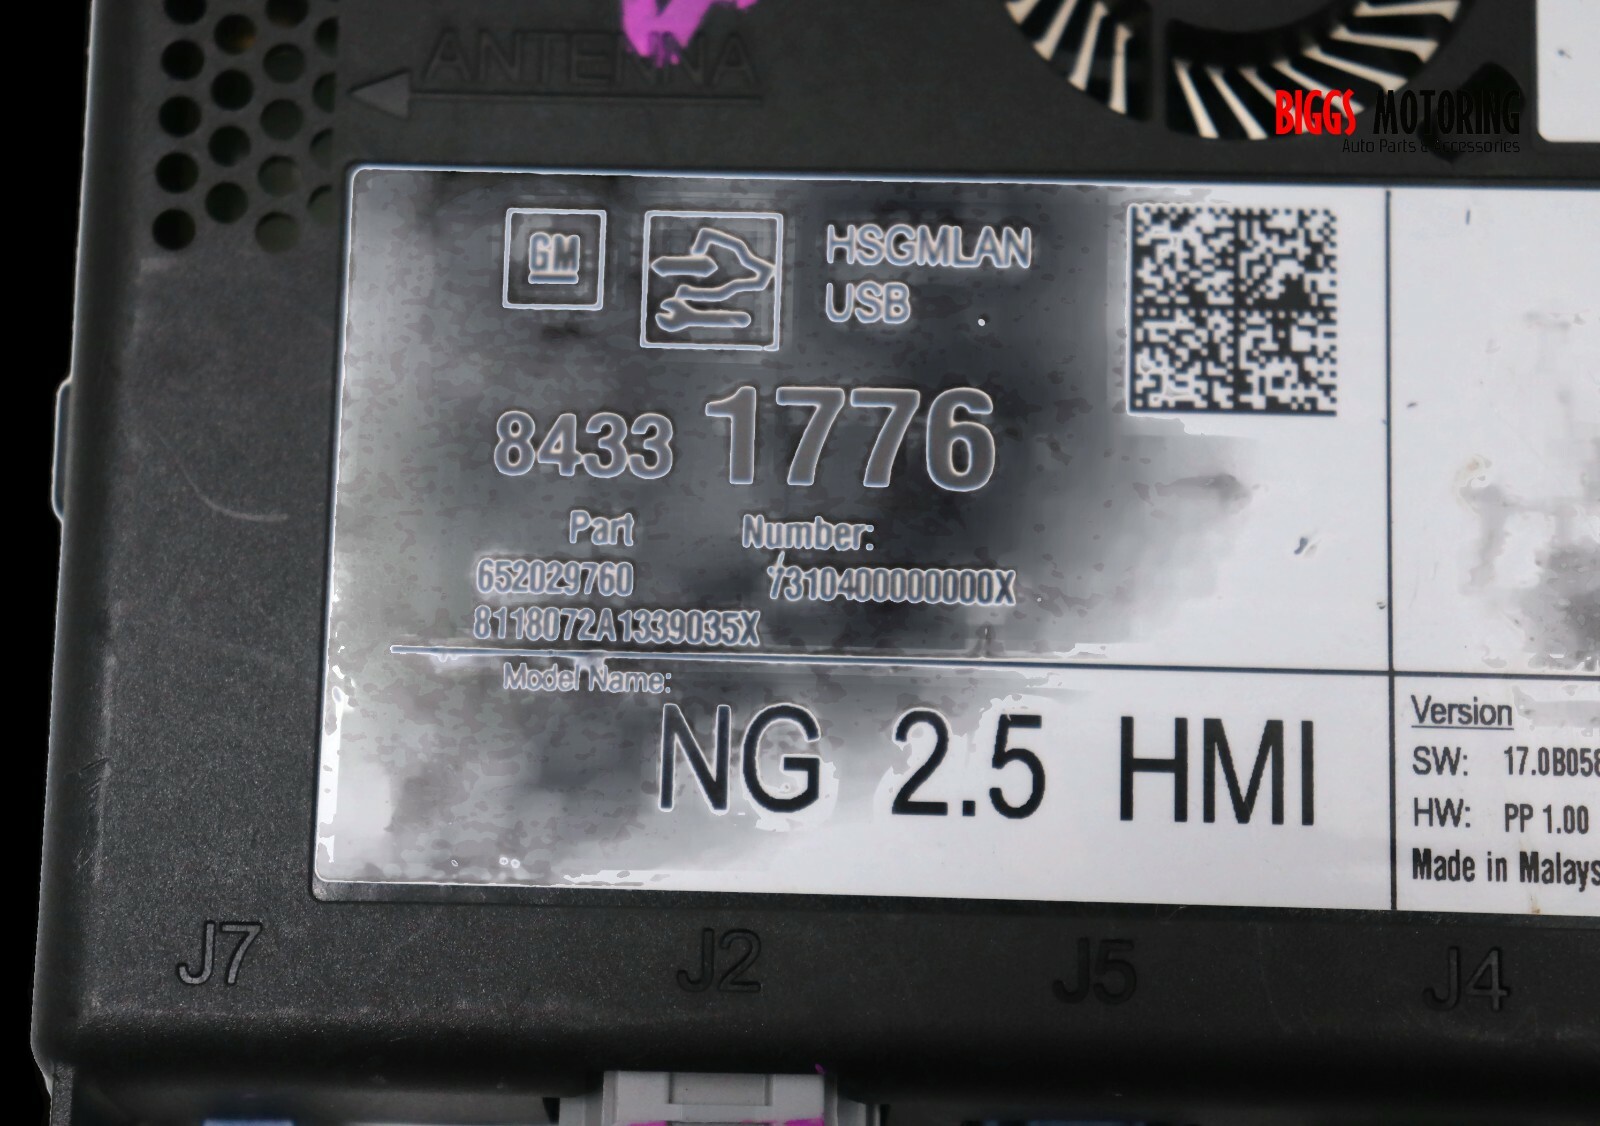 ANTENNA
BIGGS MOTORING
Auto Parts & Accessories
GM
HSGMLAN
USB
8433 1776
Part Number:
652029760 7310400000000X
8118072A1339035X
Model Name:
NG 2.5 HMI
Version
SW: 17.0B058
HW: PP 1.00
Made in Malays
J7 J2 J5 J4